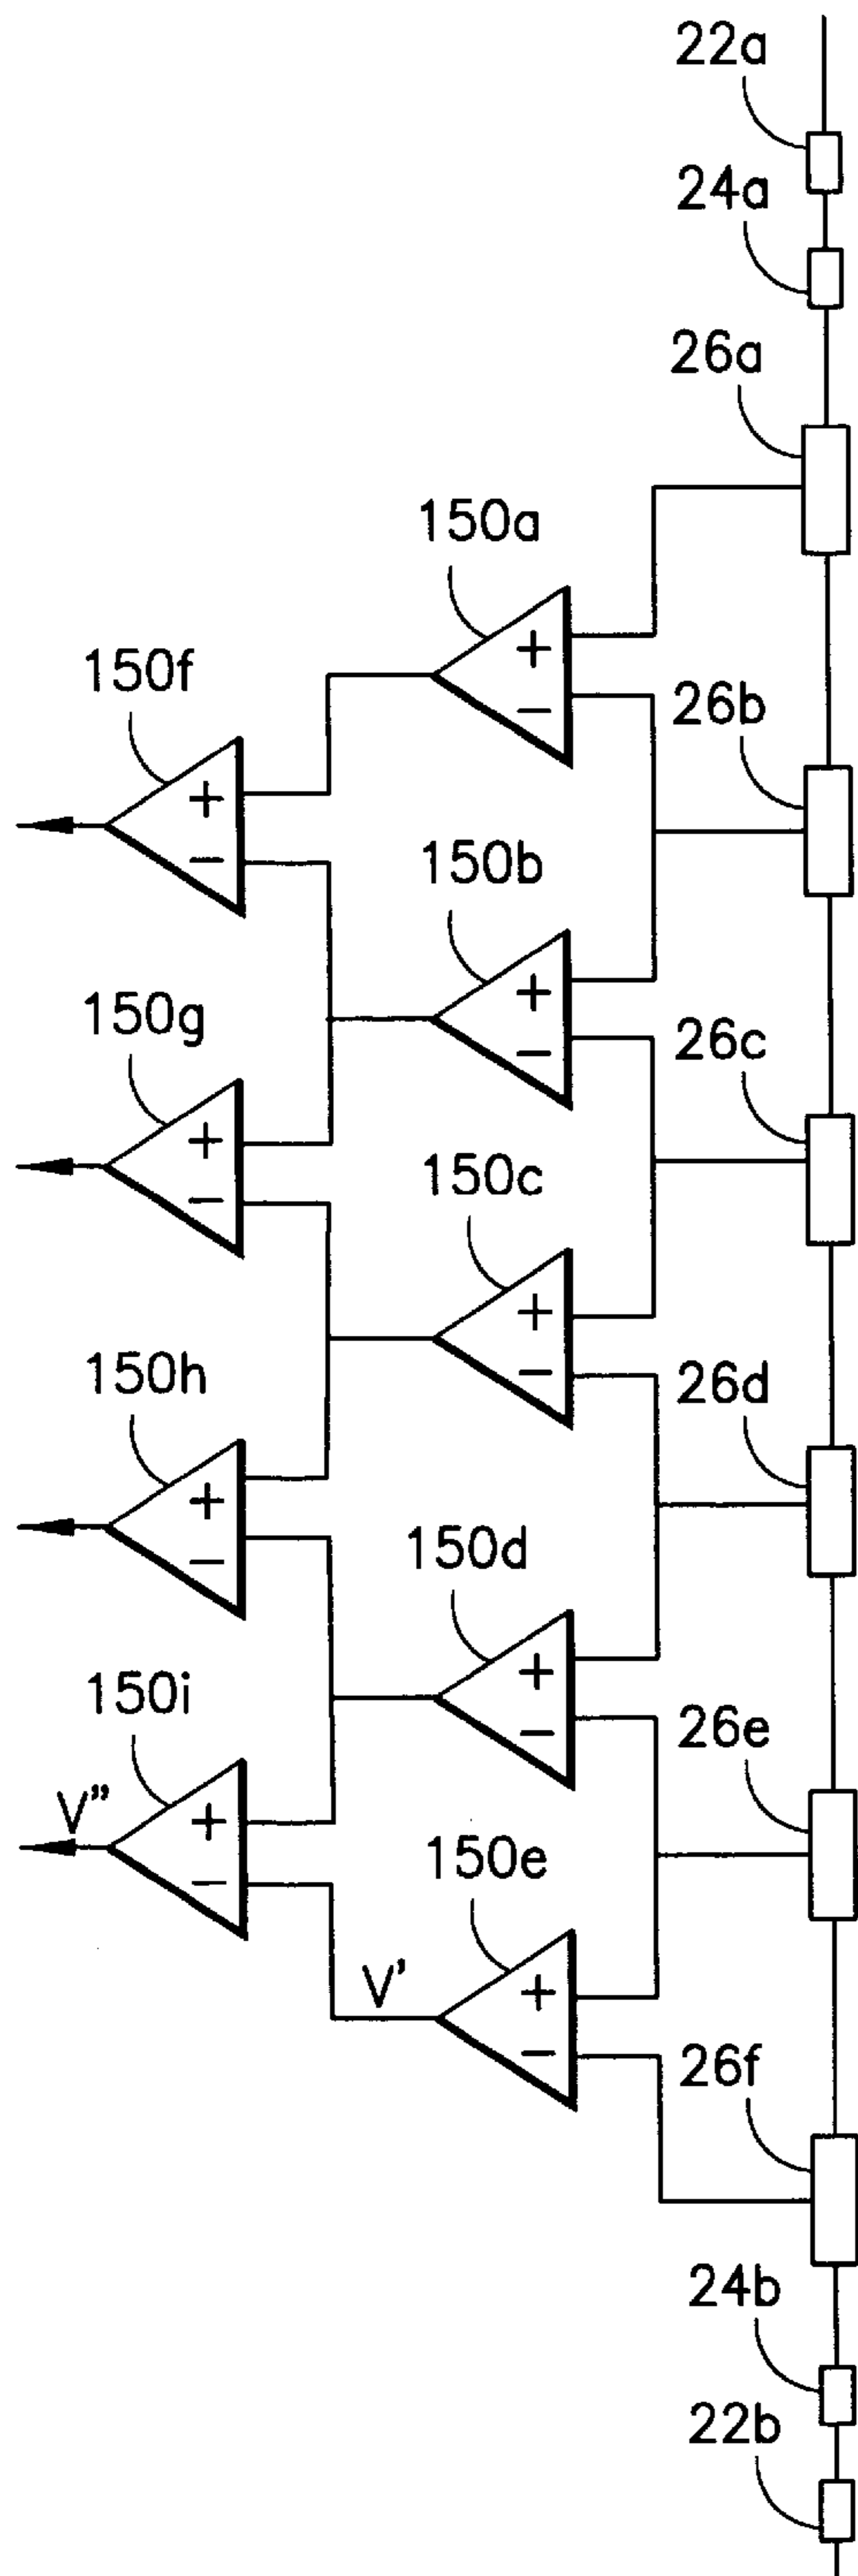 22a
24a
26a
150a
+
−
150f
+
−
26b
150b
+
−
150g
+
−
26c
150c
+
−
26d
150h
+
−
150d
+
−
150i
V"
+
−
26e
150e
V'
+
−
26f
24b
22b